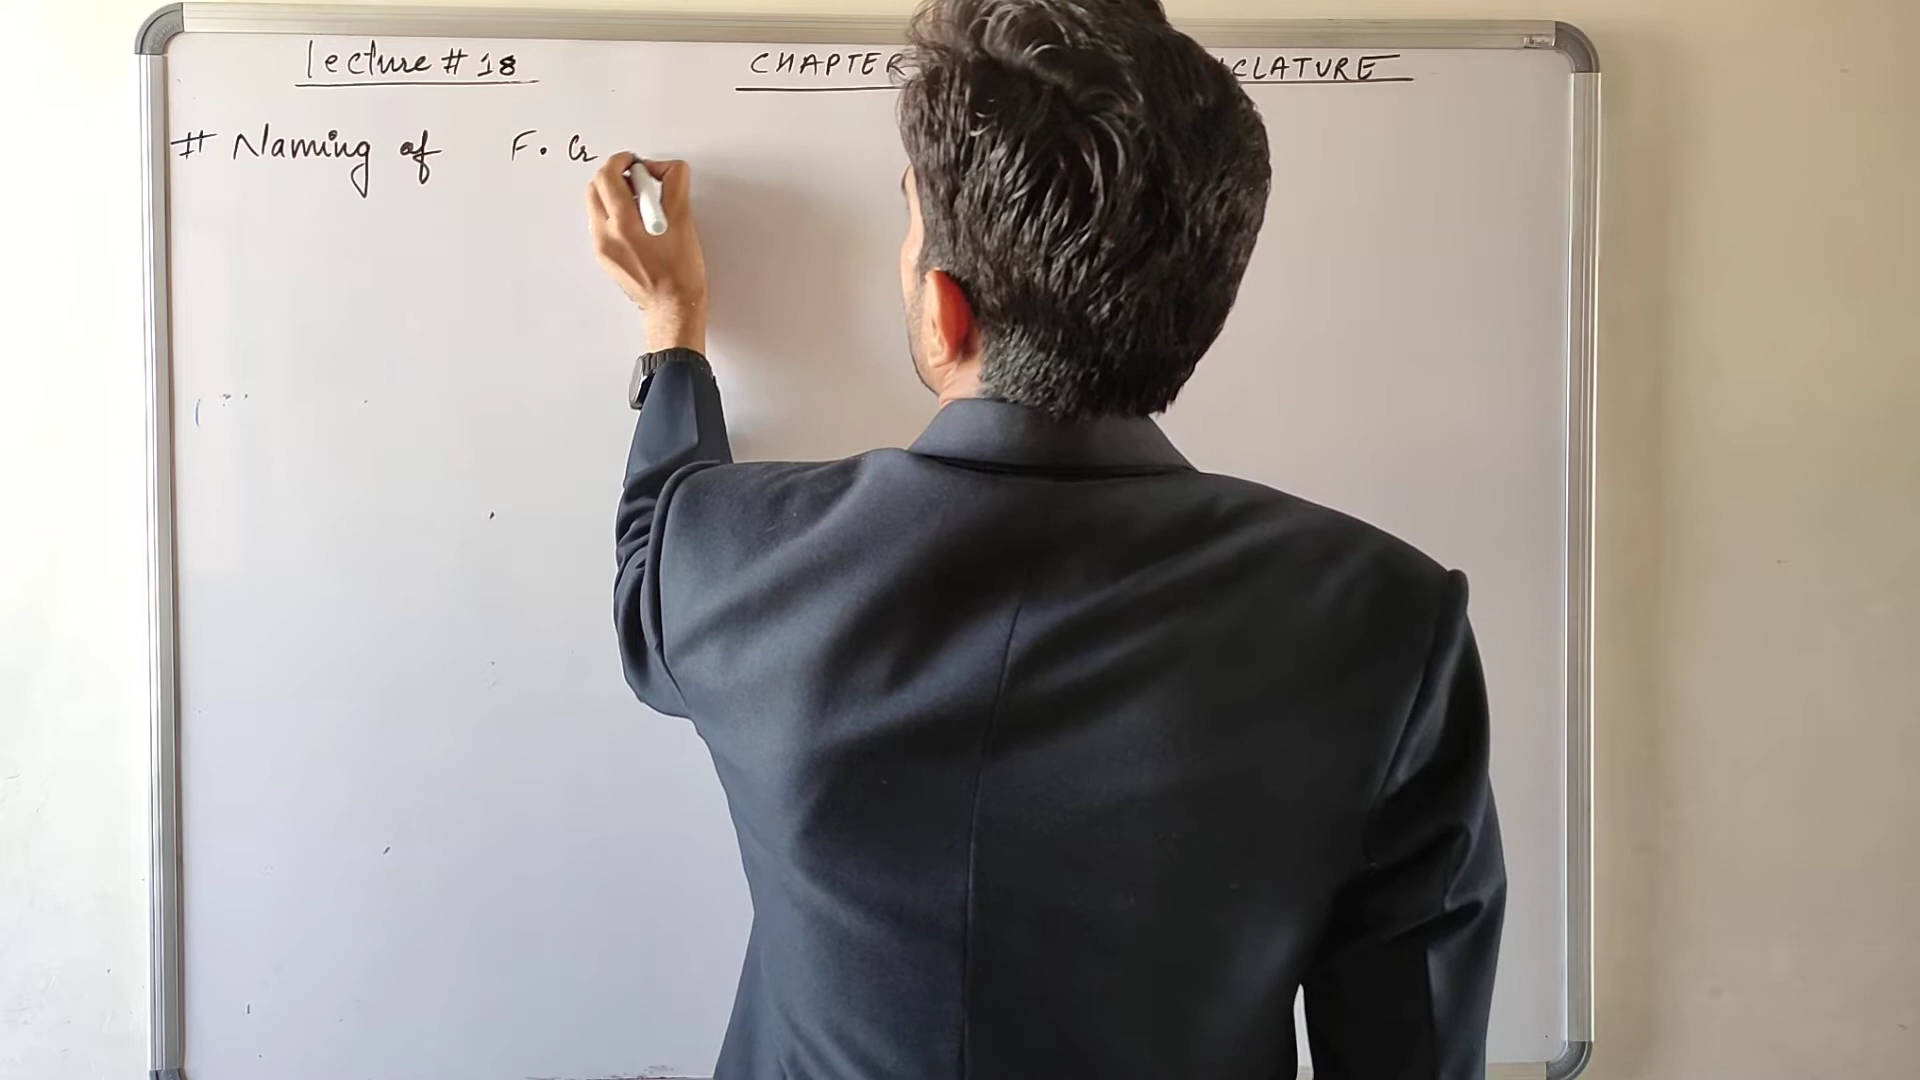 Lecture # 18
CHAPTER CLATURE
# Naming of F. G